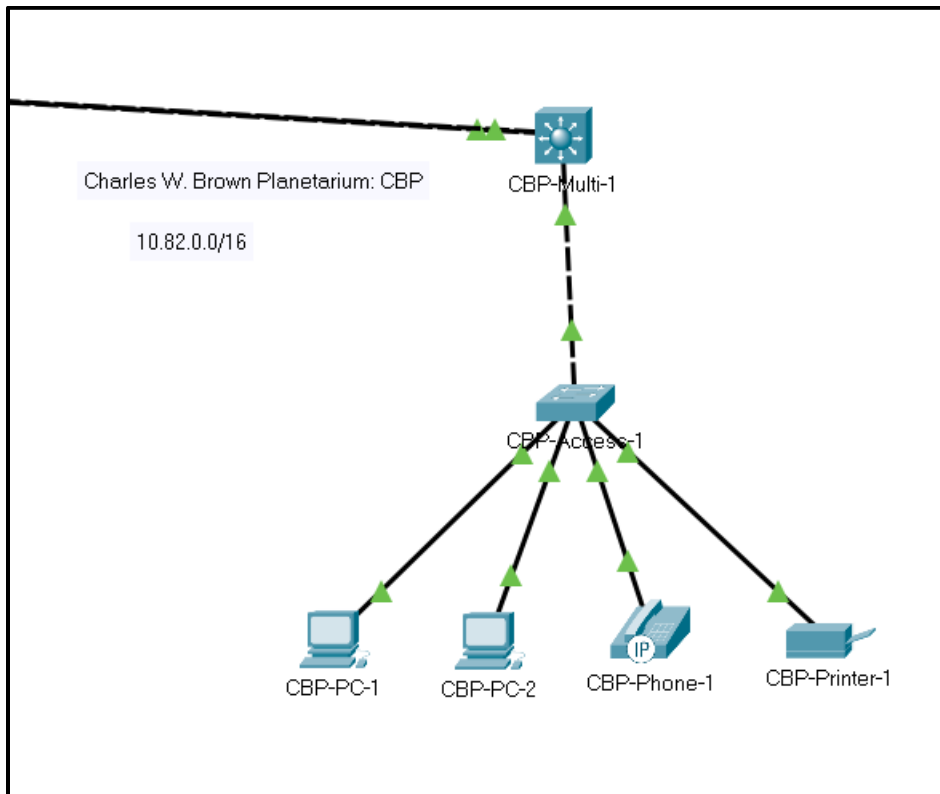 CBP-Multi-1
Charles W. Brown Planetarium: CBP
10.82.0.0/16
CBP-Access-1
IP
CBP-PC-1
CBP-PC-2
CBP-Phone-1
CBP-Printer-1